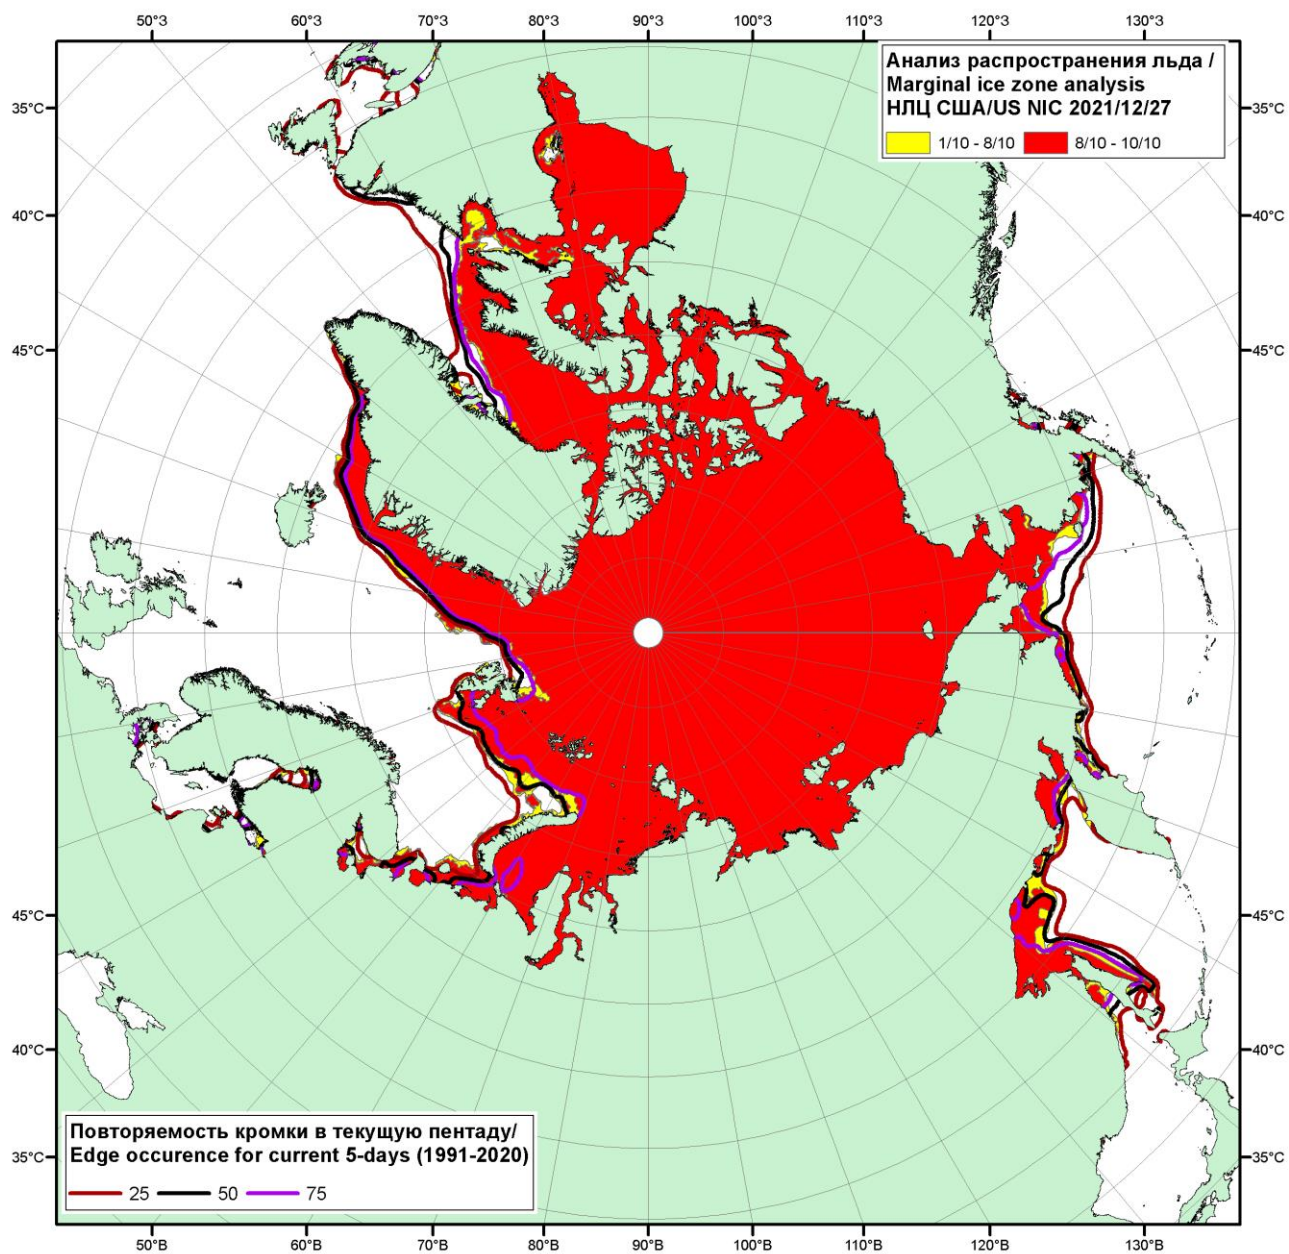 50°З 60°З 70°З 80°З 90°З 100°З 110°З 120°З 130°З
Анализ распространения льда /
Marginal ice zone analysis
НЛЦ США/US NIC 2021/12/27
1/10 - 8/10 8/10 - 10/10
35°С 35°С
40°С 40°С
45°С 45°С
45°С 45°С
40°С 40°С
Повторяемость кромки в текущую пентаду/
Edge occurence for current 5-days (1991-2020)
25 50 75
35°С 35°С
50°В 60°В 70°В 80°В 90°В 100°В 110°В 120°В 130°В